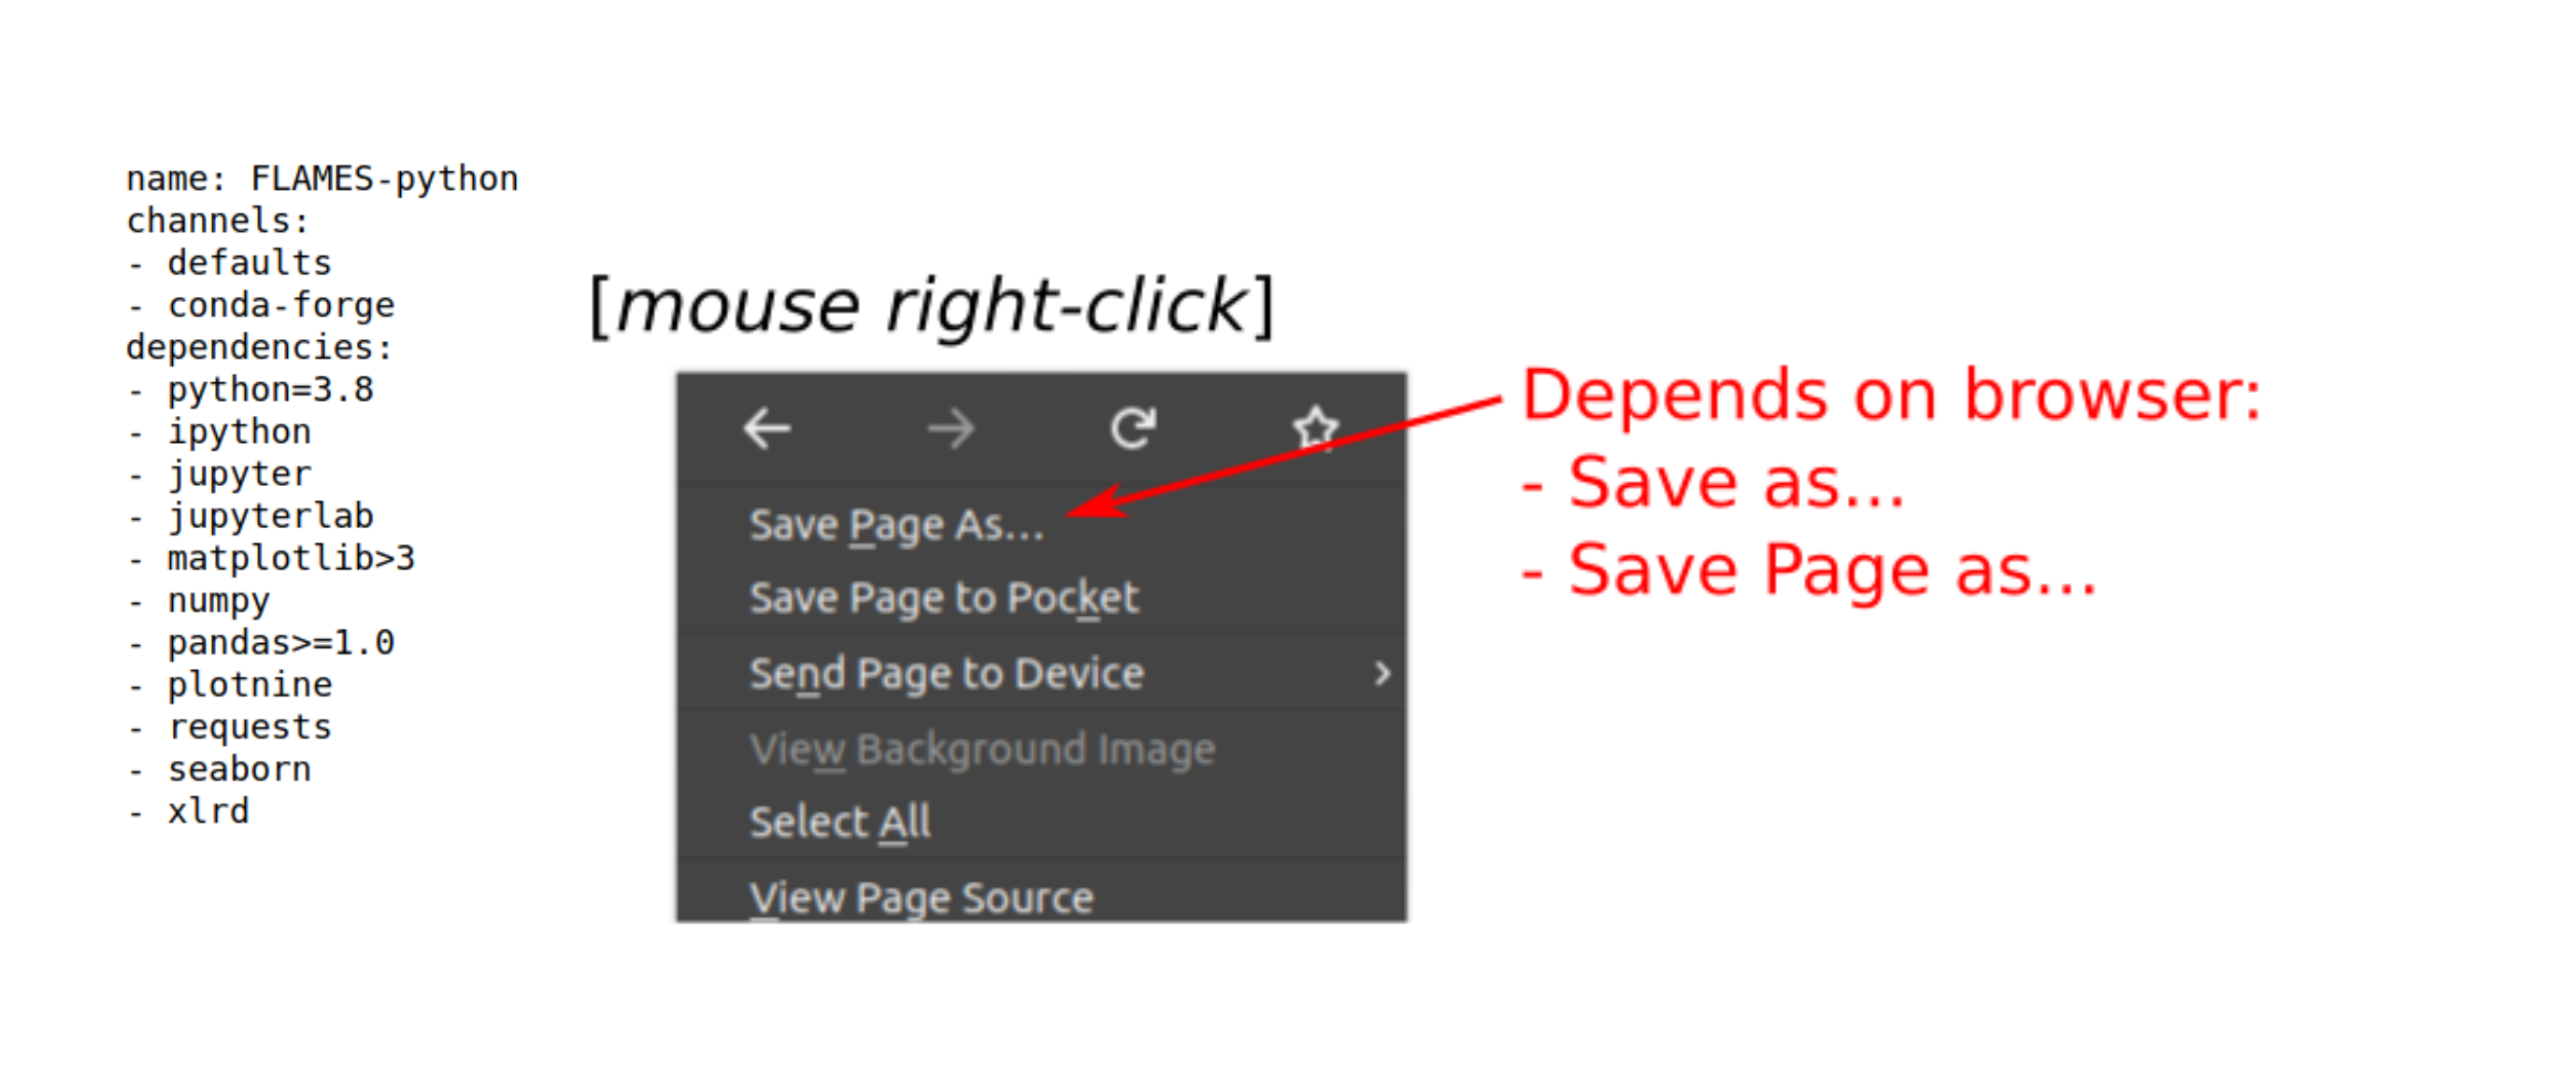 name: FLAMES-python
channels:
- defaults
- conda-forge
dependencies:
- python=3.8
- ipython
- jupyter
- jupyterlab
- matplotlib>3
- numpy
- pandas>=1.0
- plotnine
- requests
- seaborn
- xlrd
[mouse right-click]
Save Page As...
Save Page to Pocket
Send Page to Device
View Background Image
Select All
View Page Source
Depends on browser:
- Save as...
- Save Page as...